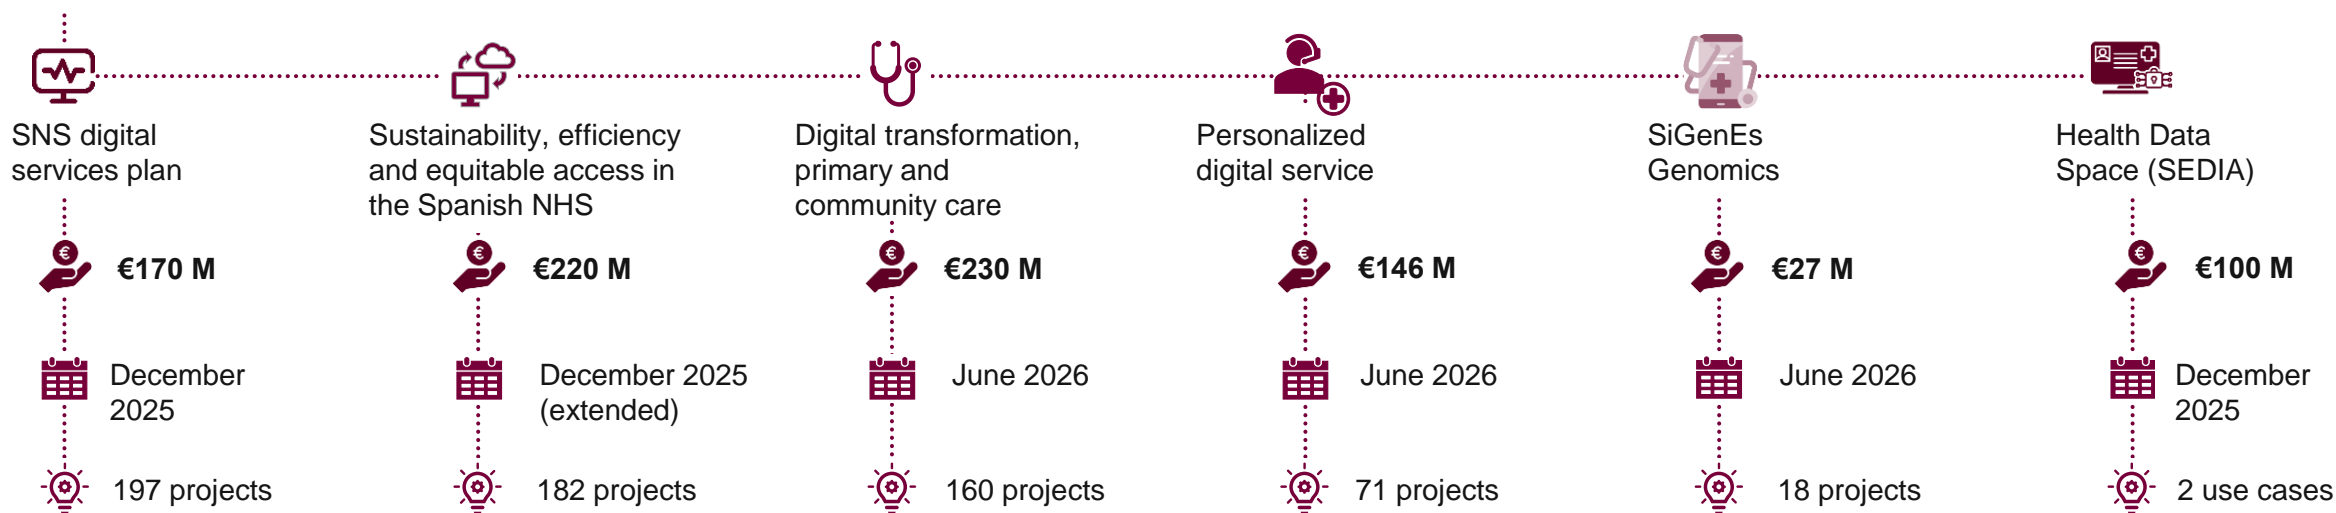 SNS digital
services plan
€170 M
December
2025
197 projects
Sustainability, efficiency
and equitable access in
the Spanish NHS
€220 M
December 2025
(extended)
182 projects
Digital transformation,
primary and
community care
€230 M
June 2026
160 projects
Personalized
digital service
€146 M
June 2026
71 projects
SiGenEs
Genomics
€27 M
June 2026
18 projects
Health Data
Space (SEDIA)
€100 M
December
2025
2 use cases